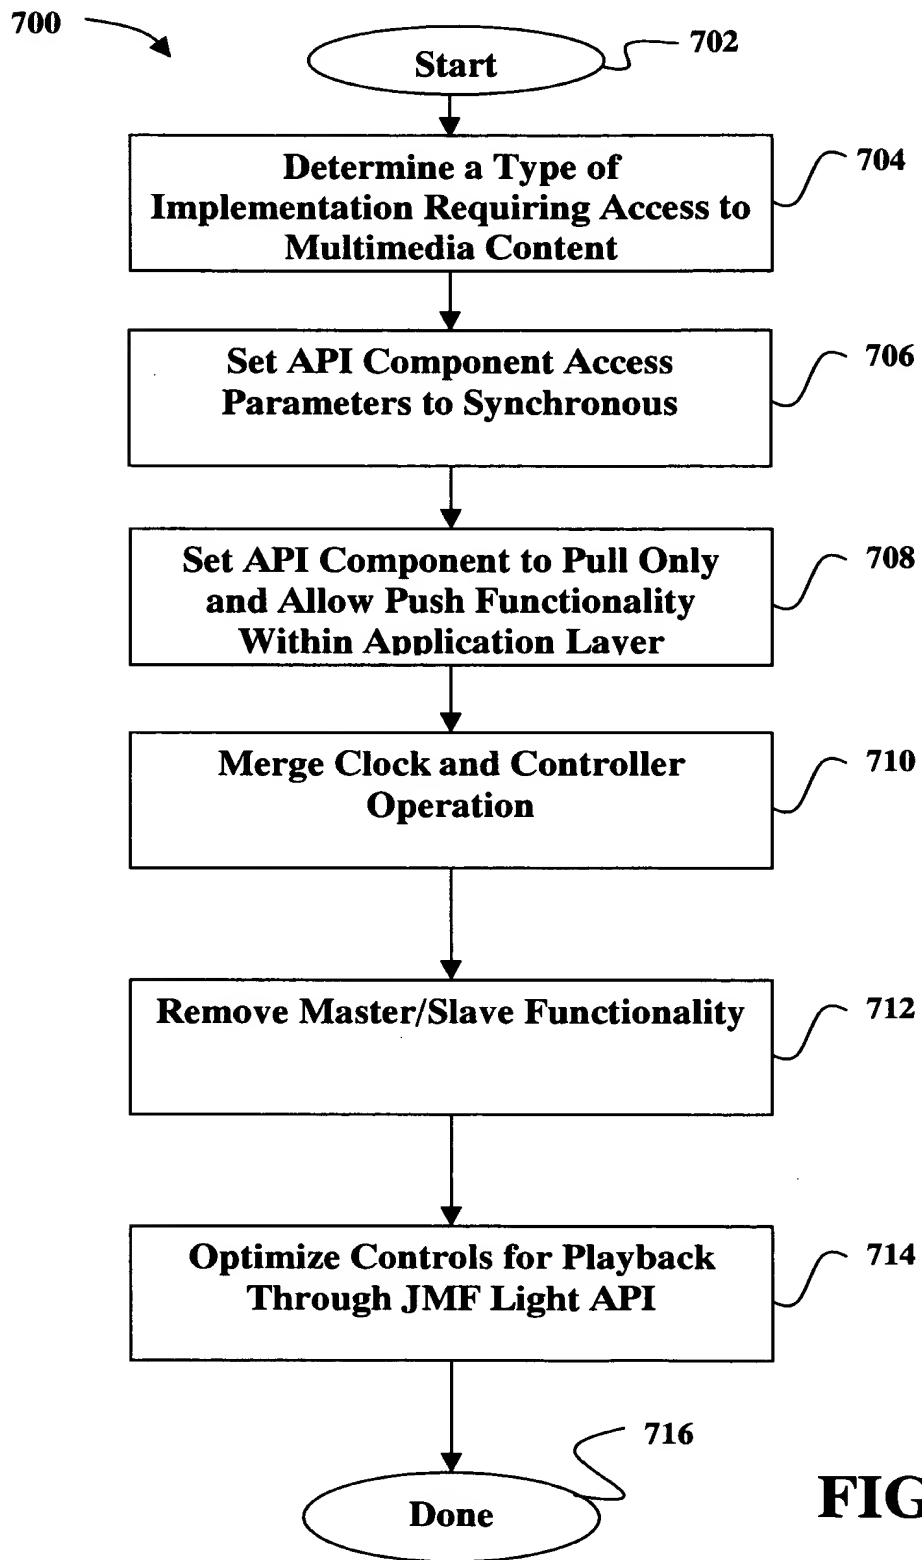 700
Start
702
Determine a Type of
Implementation Requiring Access to
Multimedia Content
704
Set API Component Access
Parameters to Synchronous
706
Set API Component to Pull Only
and Allow Push Functionality
Within Application Layer
708
Merge Clock and Controller
Operation
710
Remove Master/Slave Functionality
712
Optimize Controls for Playback
Through JMF Light API
714
716
Done
FIG